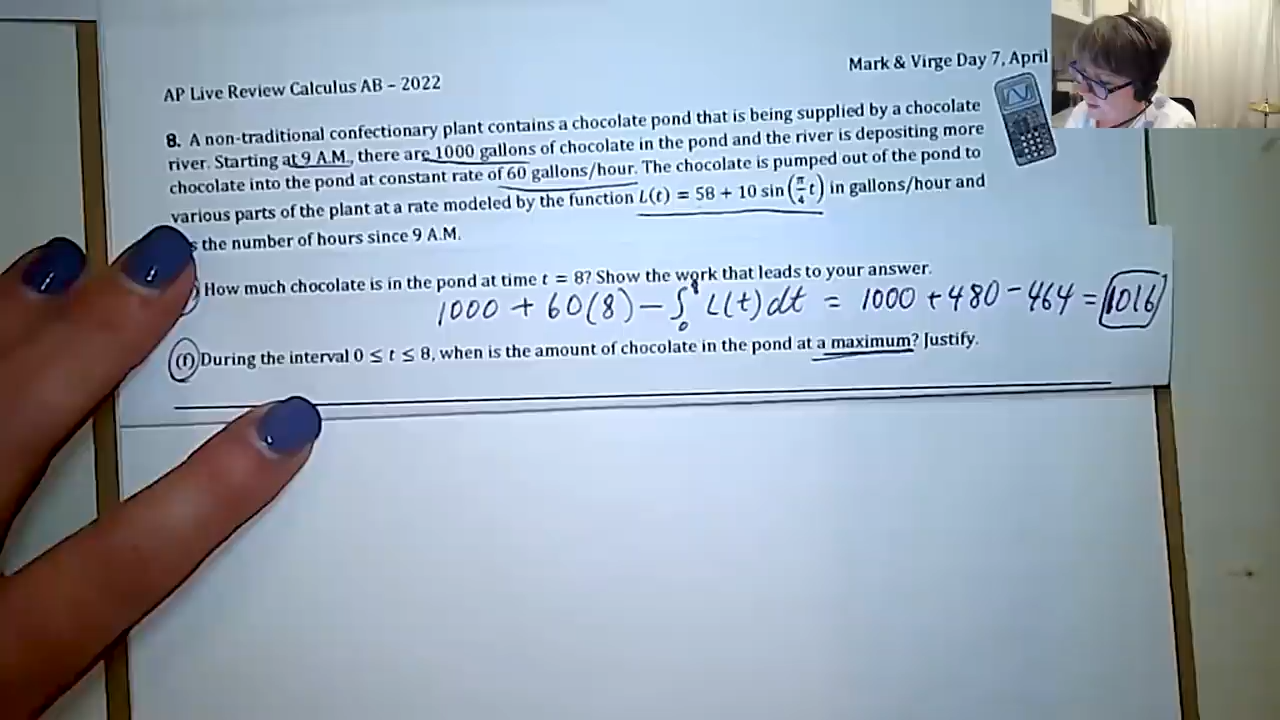 AP Live Review Calculus AB – 2022
Mark & Virge Day 7, April
8. A non-traditional confectionary plant contains a chocolate pond that is being supplied by a chocolate
river. Starting at 9 A.M., there are 1000 gallons of chocolate in the pond and the river is depositing more
chocolate into the pond at constant rate of 60 gallons/hour. The chocolate is pumped out of the pond to
various parts of the plant at a rate modeled by the function L(t) = 58 + 10 sin(π/4 t) in gallons/hour and
the number of hours since 9 A.M.
How much chocolate is in the pond at time t = 8? Show the work that leads to your answer.
1000 + 60(8) − ∫₀⁸ L(t)dt = 1000 + 480 − 464 = 1016
(f) During the interval 0 ≤ t ≤ 8, when is the amount of chocolate in the pond at a maximum? Justify.